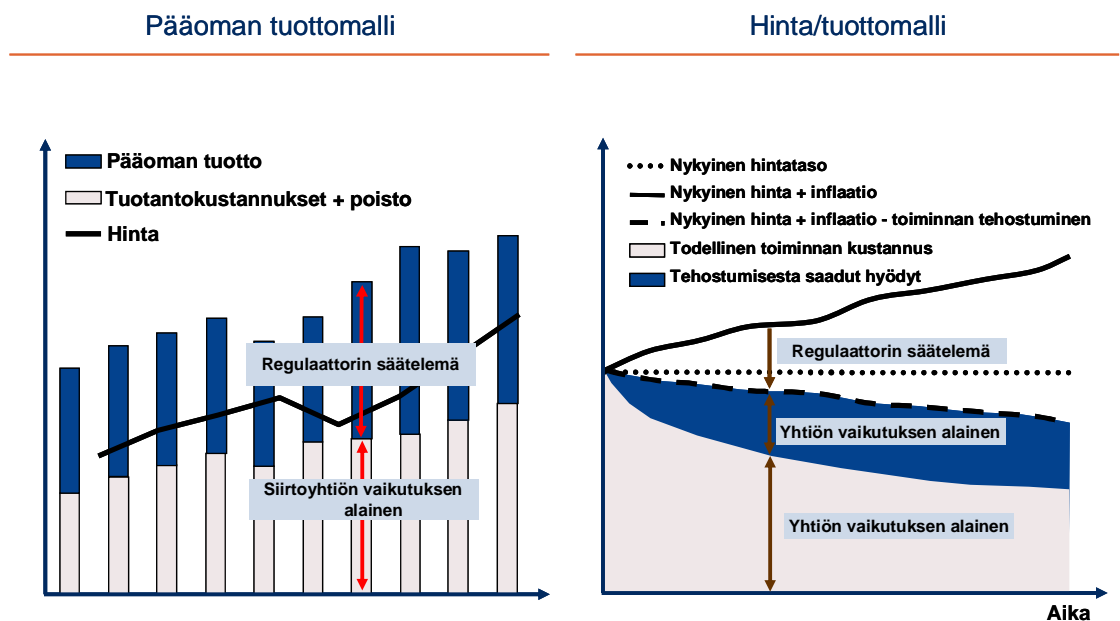 Pääoman tuottomalli
Pääoman tuotto
Tuotantokustannukset + poisto
Hinta
Regulaattorin säätelemä
Siirtoyhtiön vaikutuksen
alainen
Hinta/tuottomalli
Nykyinen hintataso
Nykyinen hinta + inflaatio
Nykyinen hinta + inflaatio - toiminnan tehostuminen
Todellinen toiminnan kustannus
Tehostumisesta saadut hyödyt
Regulaattorin säätelemä
Yhtiön vaikutuksen alainen
Yhtiön vaikutuksen alainen
Aika